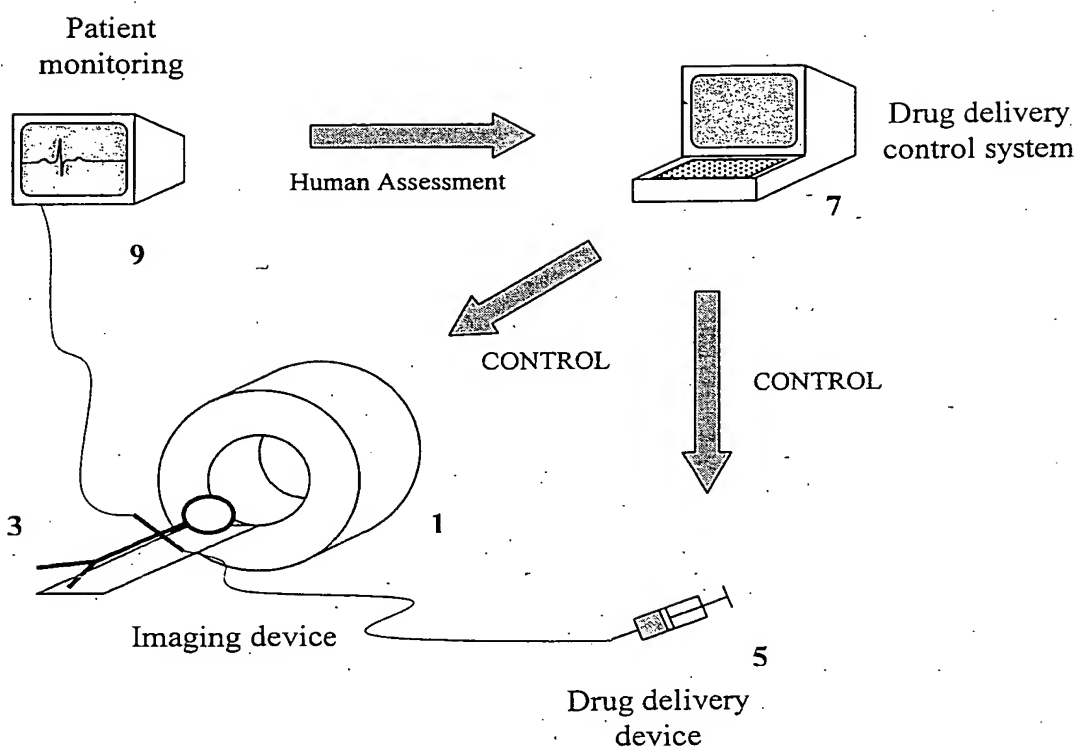 Patient
monitoring
Drug delivery
control system
Human Assessment
7
9
CONTROL
CONTROL
3
1
Imaging device
5
Drug delivery
device